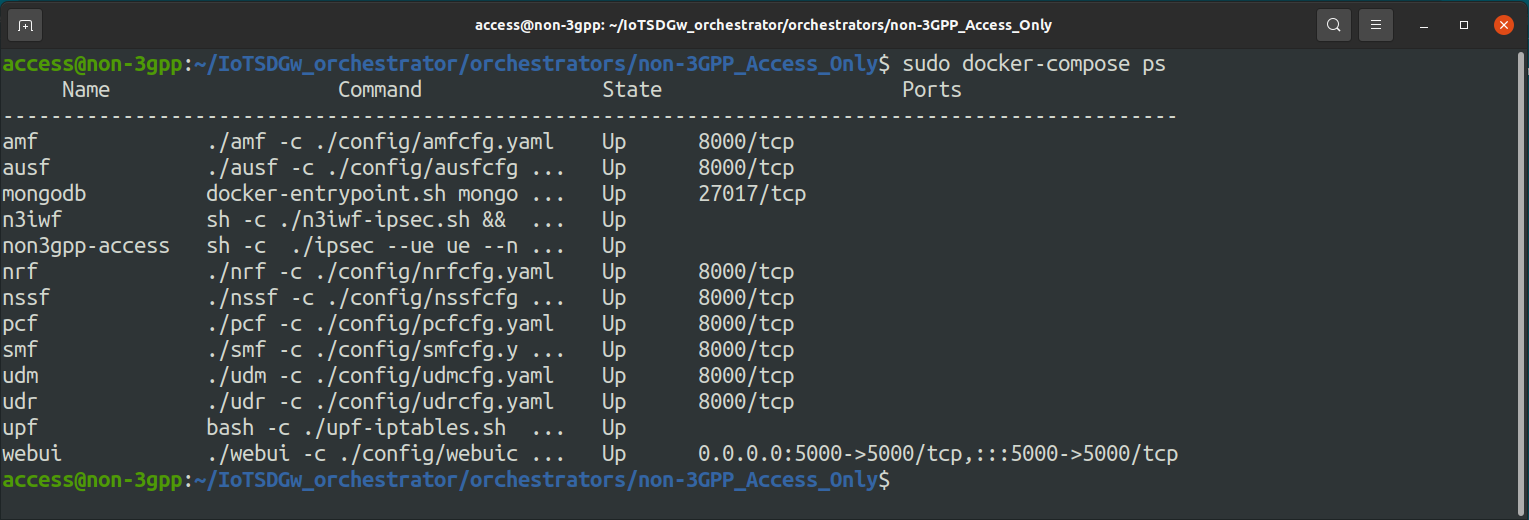 access@non-3gpp: ~/IoTSDGw_orchestrator/orchestrators/non-3GPP_Access_Only
access@non-3gpp:~/IoTSDGw_orchestrator/orchestrators/non-3GPP_Access_Only$ sudo docker-compose ps
     Name                   Command               State                    Ports
--------------------------------------------------------------------------------------------------
amf              ./amf -c ./config/amfcfg.yaml    Up      8000/tcp
ausf             ./ausf -c ./config/ausfcfg ...   Up      8000/tcp
mongodb          docker-entrypoint.sh mongo ...   Up      27017/tcp
n3iwf            sh -c ./n3iwf-ipsec.sh &&  ...   Up
non3gpp-access   sh -c  ./ipsec --ue ue --n ...   Up
nrf              ./nrf -c ./config/nrfcfg.yaml    Up      8000/tcp
nssf             ./nssf -c ./config/nssfcfg ...   Up      8000/tcp
pcf              ./pcf -c ./config/pcfcfg.yaml    Up      8000/tcp
smf              ./smf -c ./config/smfcfg.y ...   Up      8000/tcp
udm              ./udm -c ./config/udmcfg.yaml    Up      8000/tcp
udr              ./udr -c ./config/udrcfg.yaml    Up      8000/tcp
upf              bash -c ./upf-iptables.sh  ...   Up
webui            ./webui -c ./config/webuic ...   Up      0.0.0.0:5000->5000/tcp,:::5000->5000/tcp
access@non-3gpp:~/IoTSDGw_orchestrator/orchestrators/non-3GPP_Access_Only$